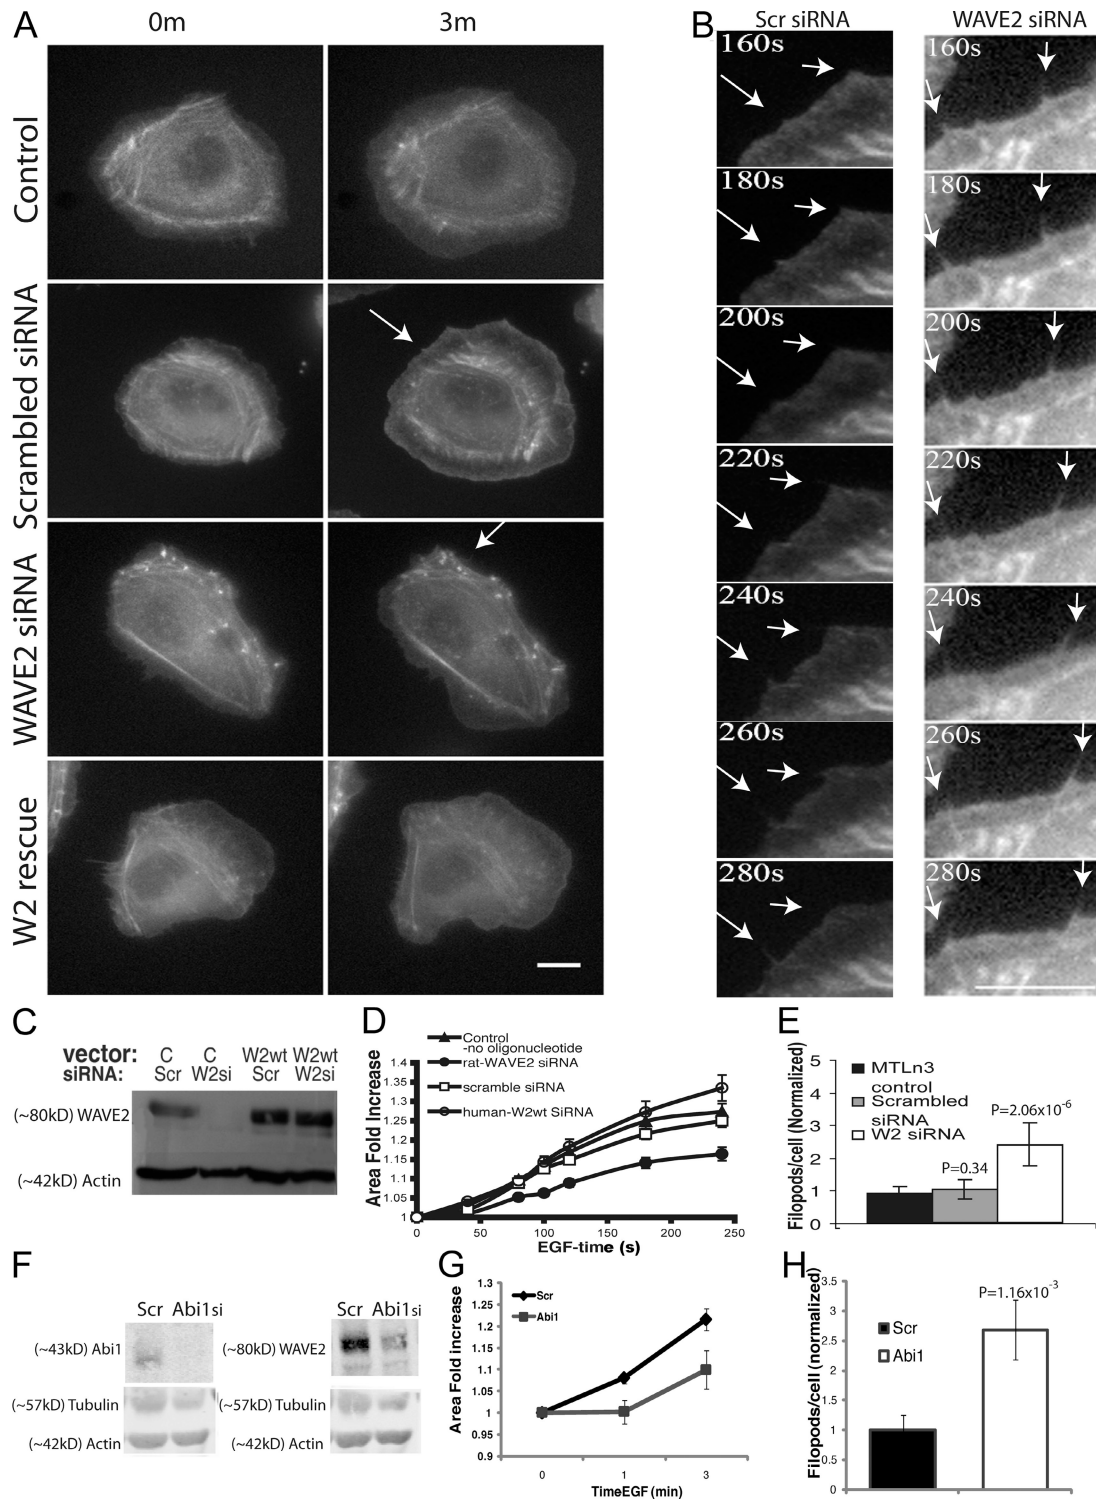 A
0m
3m
Control
Scrambled siRNA
WAVE2 siRNA
W2 rescue
B
Scr siRNA
WAVE2 siRNA
160s
160s
180s
180s
200s
200s
220s
220s
240s
240s
260s
260s
280s
280s
C
vector: C C W2wt W2wt
siRNA: Scr W2si Scr W2si
(~80kD) WAVE2
(~42kD) Actin
D
Control
-no oligonucleotide
rat-WAVE2 siRNA
scramble siRNA
human-W2wt SiRNA
Area Fold Increase
1.4
1.35
1.3
1.25
1.2
1.15
1.1
1.05
1
0
50
100
150
200
250
EGF-time (s)
E
Filopods/cell (Normalized)
5
4
3
2
1
0
MTLn3
control
Scrambled
siRNA
W2 siRNA
P=0.34
P=2.06x10-6
F
Scr Abi1si
(~43kD) Abi1
(~57kD) Tubulin
(~42kD) Actin
Scr Abi1si
(~80kD) WAVE2
(~57kD) Tubulin
(~42kD) Actin
G
Area Fold increase
1.3
1.25
1.2
1.15
1.10
1.05
1
0.95
0.9
Scr
Abi1
0
1
3
TimeEGF (min)
H
Filopods/cell (normalized)
3.5
3
2.5
2
1.5
1
0.5
0
Scr
Abi1
P=1.16x10-3